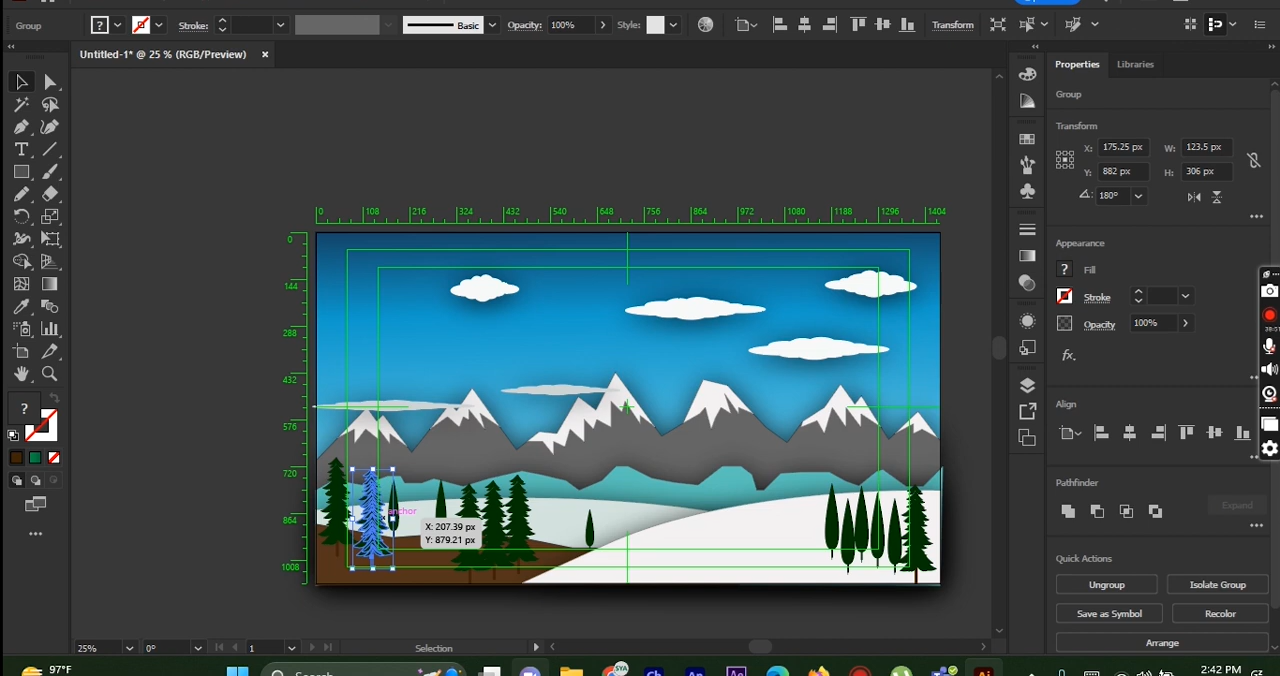 Group
?
Stroke:
Basic
Opacity:
100%
Style:
Transform
Untitled-1* @ 25 % (RGB/Preview)
×
Properties
Libraries
Group
Transform
X:
175.25 px
W:
123.5 px
Y:
882 px
H:
306 px
180°
0
108
216
324
432
540
648
756
864
972
1080
1188
1296
1404
0
144
288
432
576
720
864
1008
Appearance
?
Fill
Stroke
Opacity
100%
fx.
Align
Pathfinder
Expand
Quick Actions
Ungroup
Isolate Group
Save as Symbol
Recolor
Arrange
anchor
X: 207.39 px
Y: 879.21 px
?
25%
0°
1
Selection
97°F
Search
2:42 PM